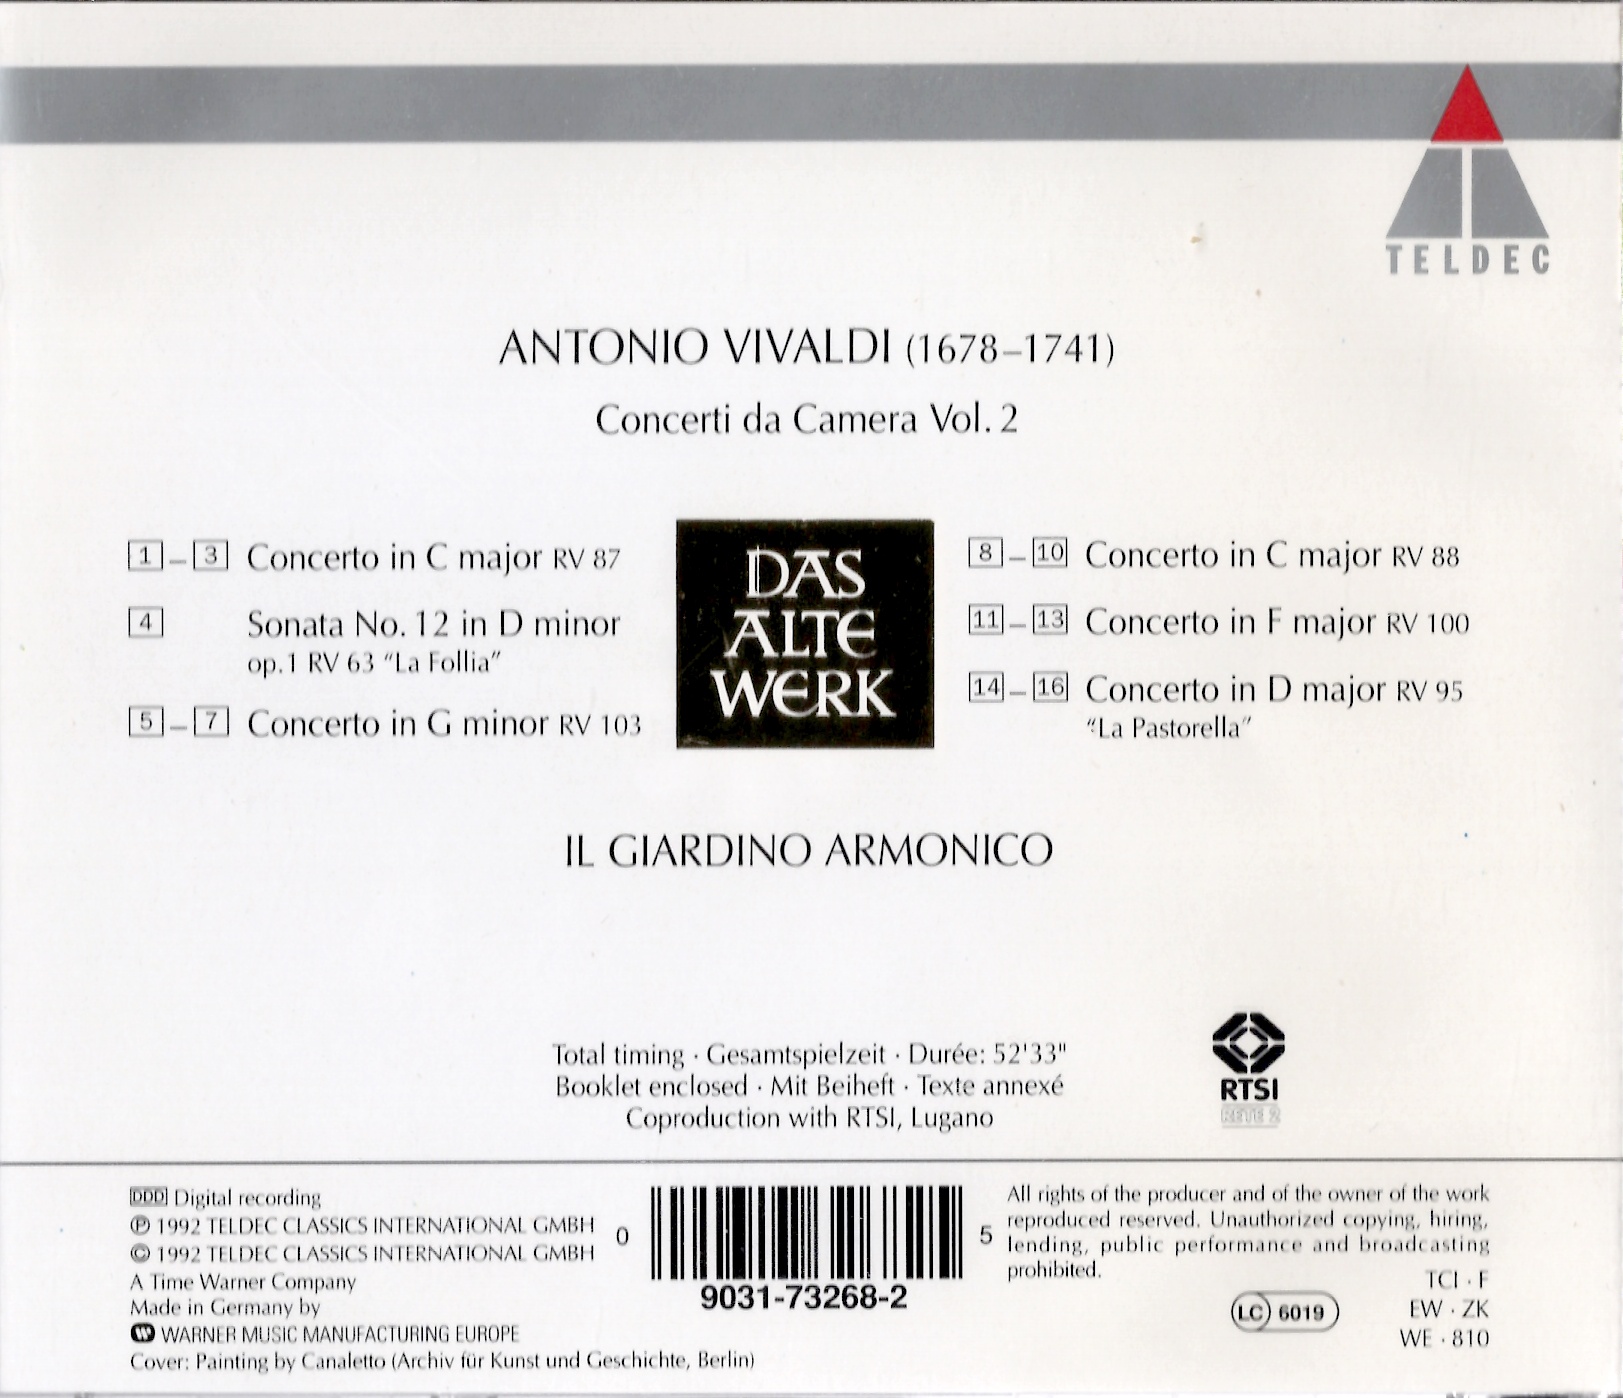 TELDEC
ANTONIO VIVALDI (1678–1741)
Concerti da Camera Vol. 2
1 – 3 Concerto in C major RV 87
4 Sonata No. 12 in D minor
op.1 RV 63 “La Follia”
5 – 7 Concerto in G minor RV 103
DAS
ALTE
WERK
8 – 10 Concerto in C major RV 88
11 – 13 Concerto in F major RV 100
14 – 16 Concerto in D major RV 95
“La Pastorella”
IL GIARDINO ARMONICO
Total timing · Gesamtspielzeit · Durée: 52'33"
Booklet enclosed · Mit Beiheft · Texte annexé
Coproduction with RTSI, Lugano
RTSI
RETE 2
DDD Digital recording
℗ 1992 TELDEC CLASSICS INTERNATIONAL GMBH
© 1992 TELDEC CLASSICS INTERNATIONAL GMBH
A Time Warner Company
Made in Germany by
WARNER MUSIC MANUFACTURING EUROPE
Cover: Painting by Canaletto (Archiv für Kunst und Geschichte, Berlin)
0 5
9031-73268-2
All rights of the producer and of the owner of the work
reproduced reserved. Unauthorized copying, hiring,
lending, public performance and broadcasting
prohibited.
LC 6019
TCI · F
EW · ZK
WE · 810